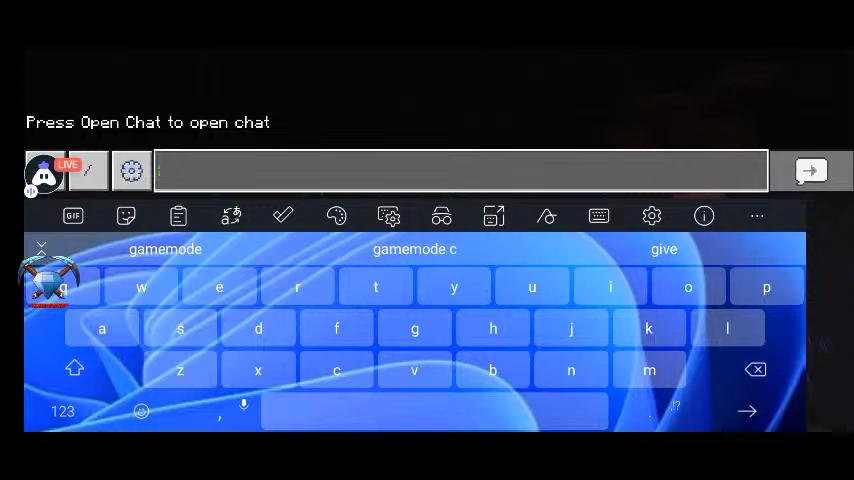 Press Open Chat to open chat
LIVE
/
GIF
gamemode gamemode c give
q w e r t y u i o p
a s d f g h j k l
z x c v b n m
123 , . ,!?